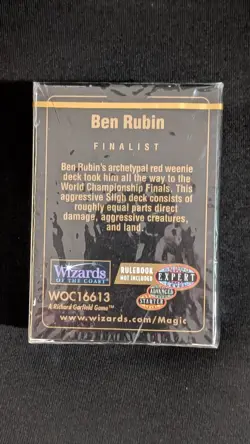 Ben Rubin
FINALIST
Ben Rubin's archetypal red weenie
deck took him all the way to the
World Championship Finals. This
aggressive Sligh deck consists of
roughly equal parts direct
damage, aggressive creatures,
and land.
Wizards
OF THE COAST
RULEBOOK
NOT INCLUDED
EXPERT
ADVANCED
STARTER
WOC16613
A Richard Garfield Game™
www.wizards.com/Magic